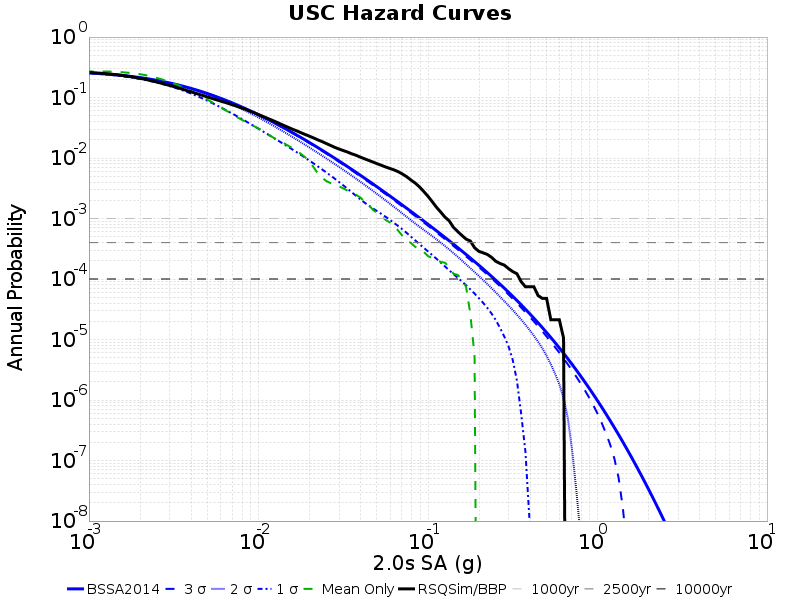 USC Hazard Curves
10^0
10^-1
10^-2
10^-3
10^-4
10^-5
10^-6
10^-7
10^-8
Annual Probability
10^-3 10^-2 10^-1 10^0 10^1
2.0s SA (g)
BSSA2014 3 σ 2 σ 1 σ Mean Only RSQSim/BBP 1000yr 2500yr 10000yr